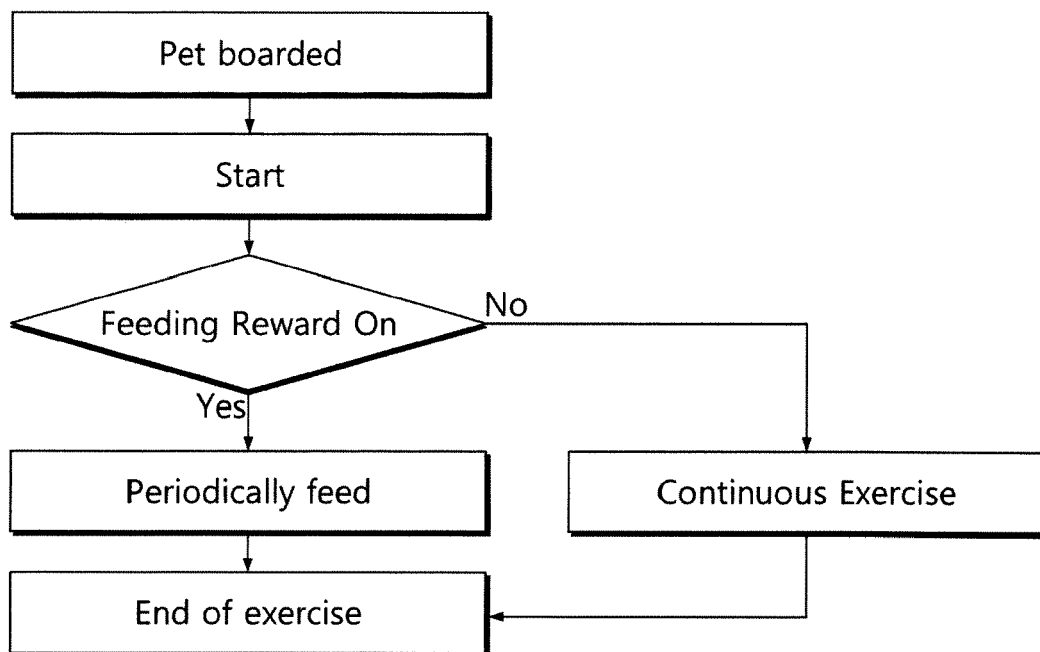 Pet boarded
Start
Feeding Reward On
No
Yes
Periodically feed
Continuous Exercise
End of exercise